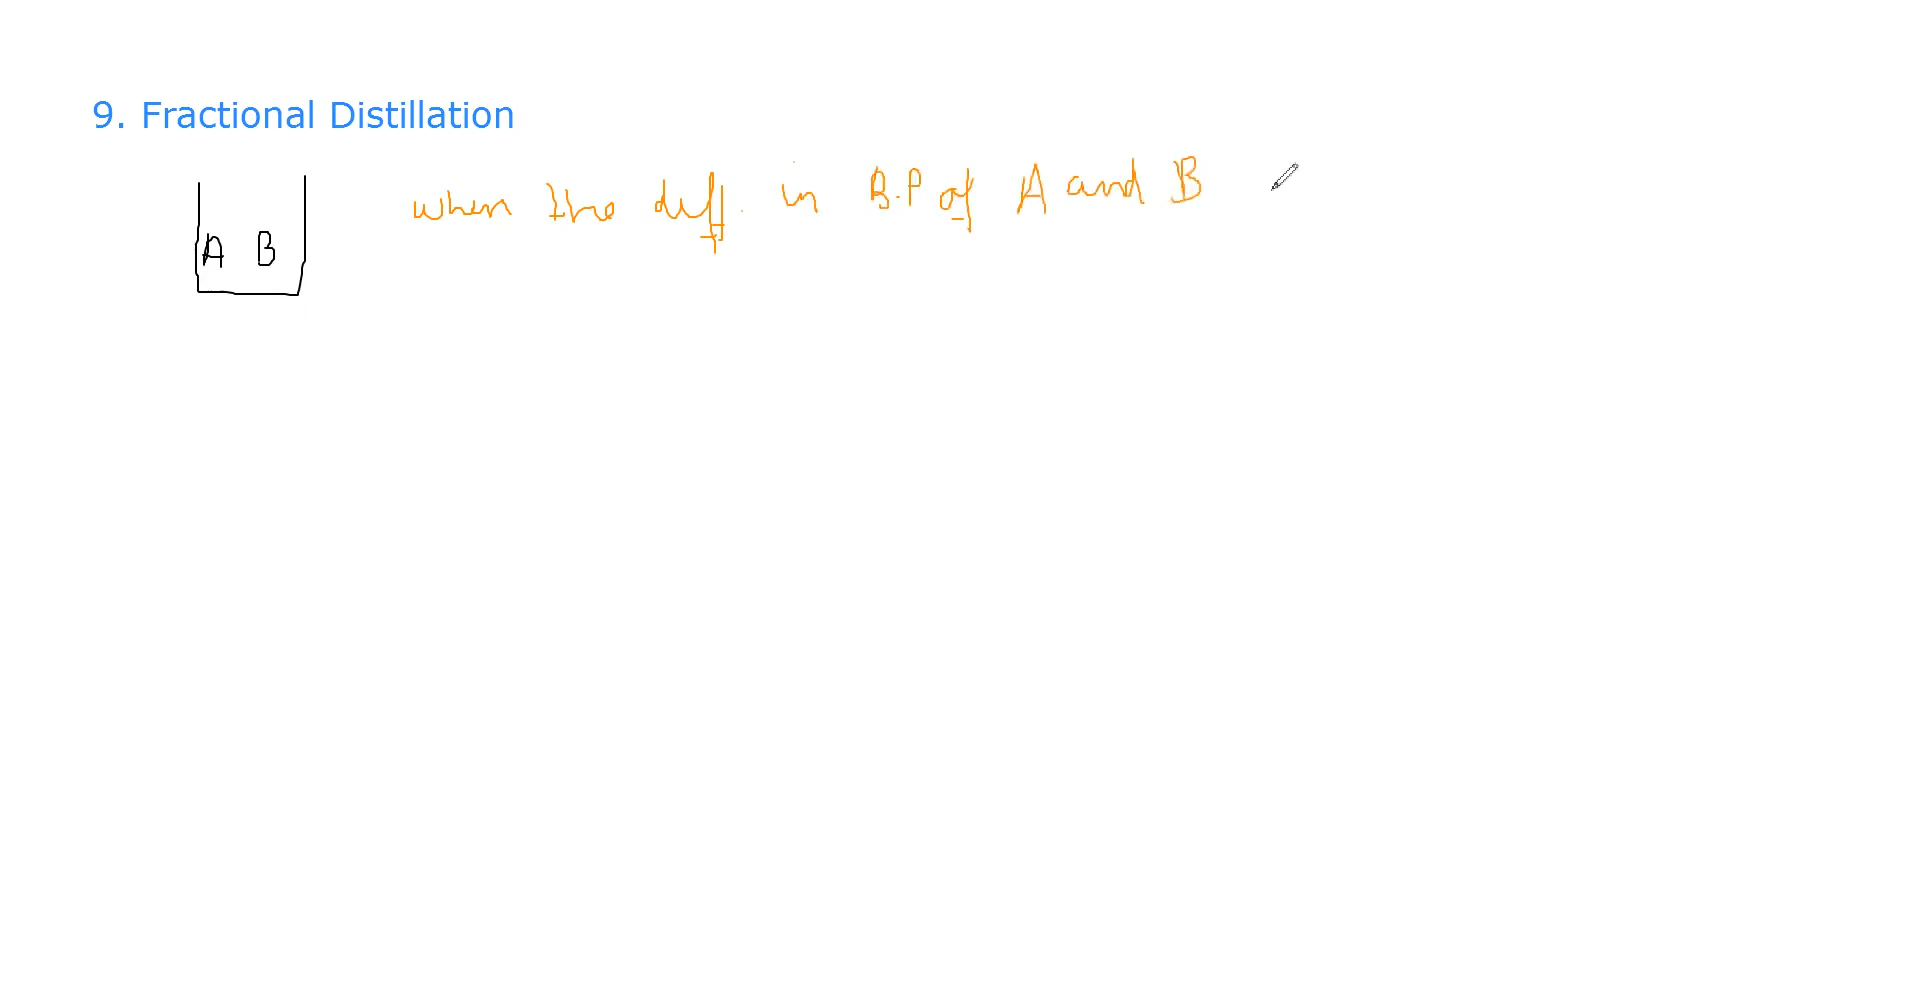 9. Fractional Distillation
when the diff. in B.P of A and B
A B